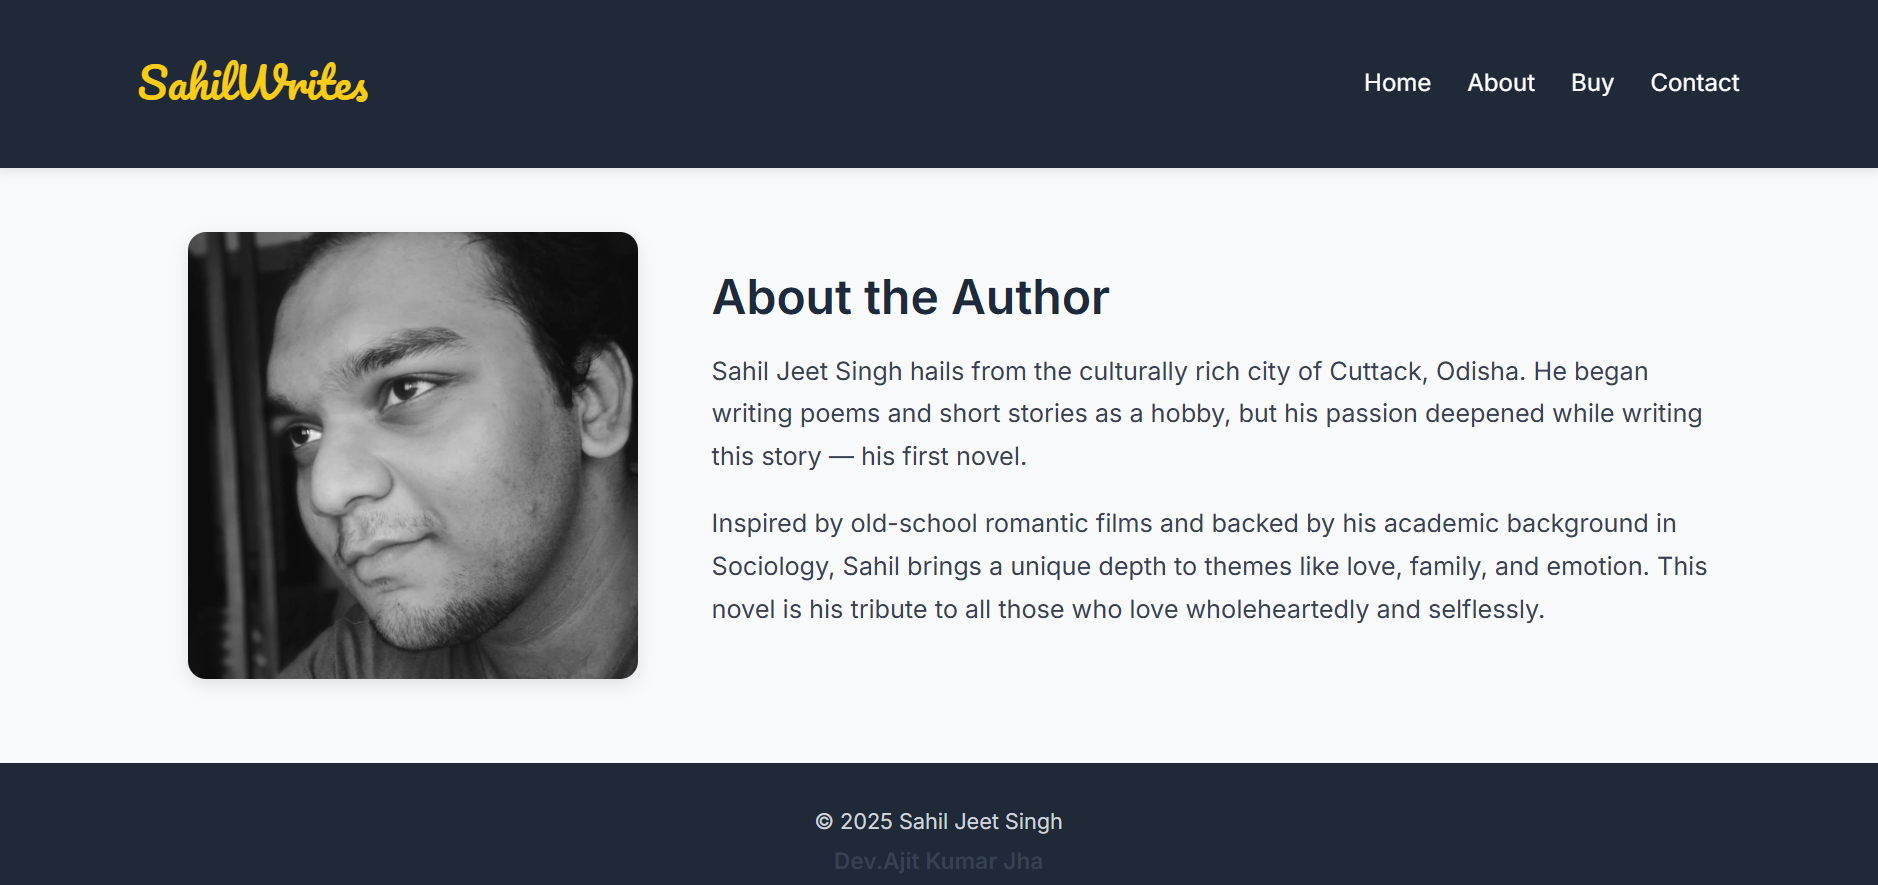 SahilWrites
Home About Buy Contact
About the Author
Sahil Jeet Singh hails from the culturally rich city of Cuttack, Odisha. He began
writing poems and short stories as a hobby, but his passion deepened while writing
this story — his first novel.
Inspired by old-school romantic films and backed by his academic background in
Sociology, Sahil brings a unique depth to themes like love, family, and emotion. This
novel is his tribute to all those who love wholeheartedly and selflessly.
© 2025 Sahil Jeet Singh
Dev.Ajit Kumar Jha